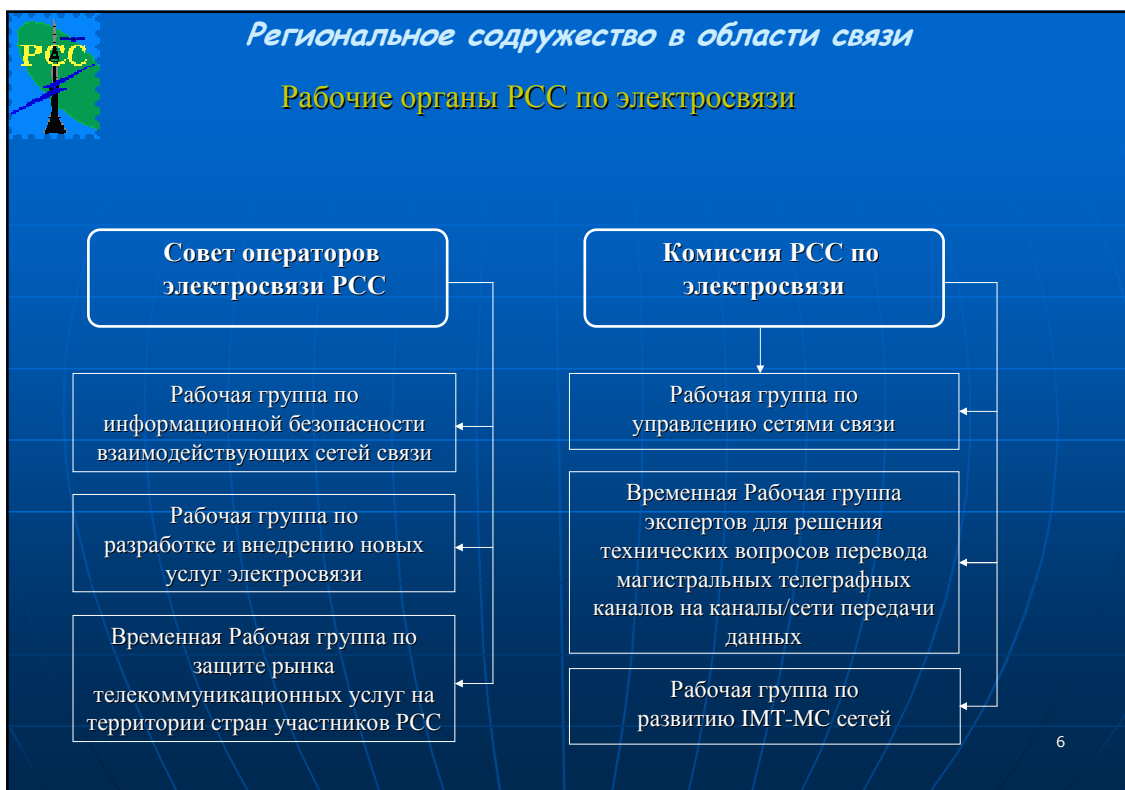 РСС
Региональное содружество в области связи
Рабочие органы РСС по электросвязи
Совет операторов
электросвязи РСС
Рабочая группа по
информационной безопасности
взаимодействующих сетей связи
Рабочая группа по
разработке и внедрению новых
услуг электросвязи
Временная Рабочая группа по
защите рынка
телекоммуникационных услуг на
территории стран участников РСС
Комиссия РСС по
электросвязи
Рабочая группа по
управлению сетями связи
Временная Рабочая группа
экспертов для решения
технических вопросов перевода
магистральных телеграфных
каналов на каналы/сети передачи
данных
Рабочая группа по
развитию IMT-MC сетей
6